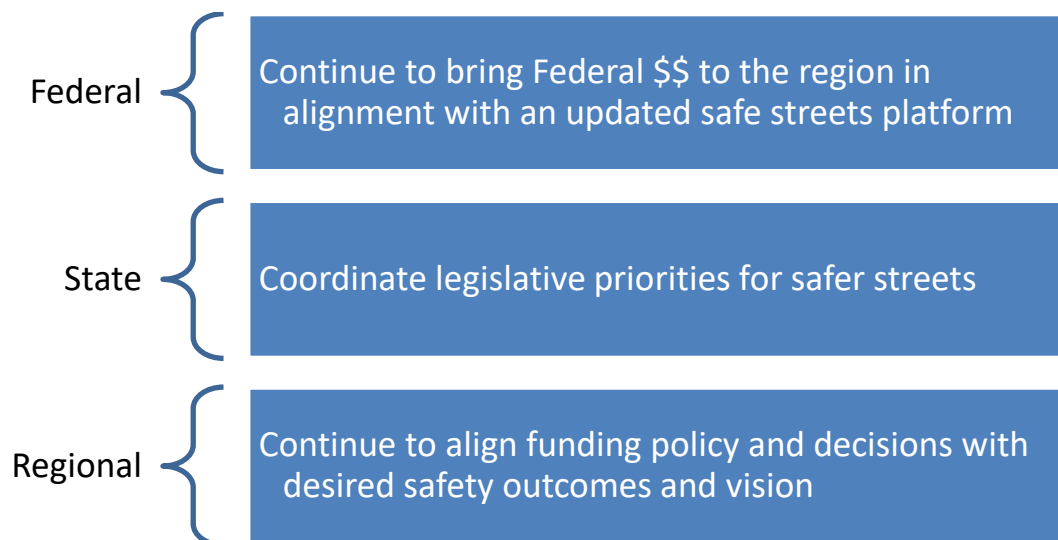 Federal
Continue to bring Federal $$ to the region in
alignment with an updated safe streets platform
State
Coordinate legislative priorities for safer streets
Regional
Continue to align funding policy and decisions with
desired safety outcomes and vision